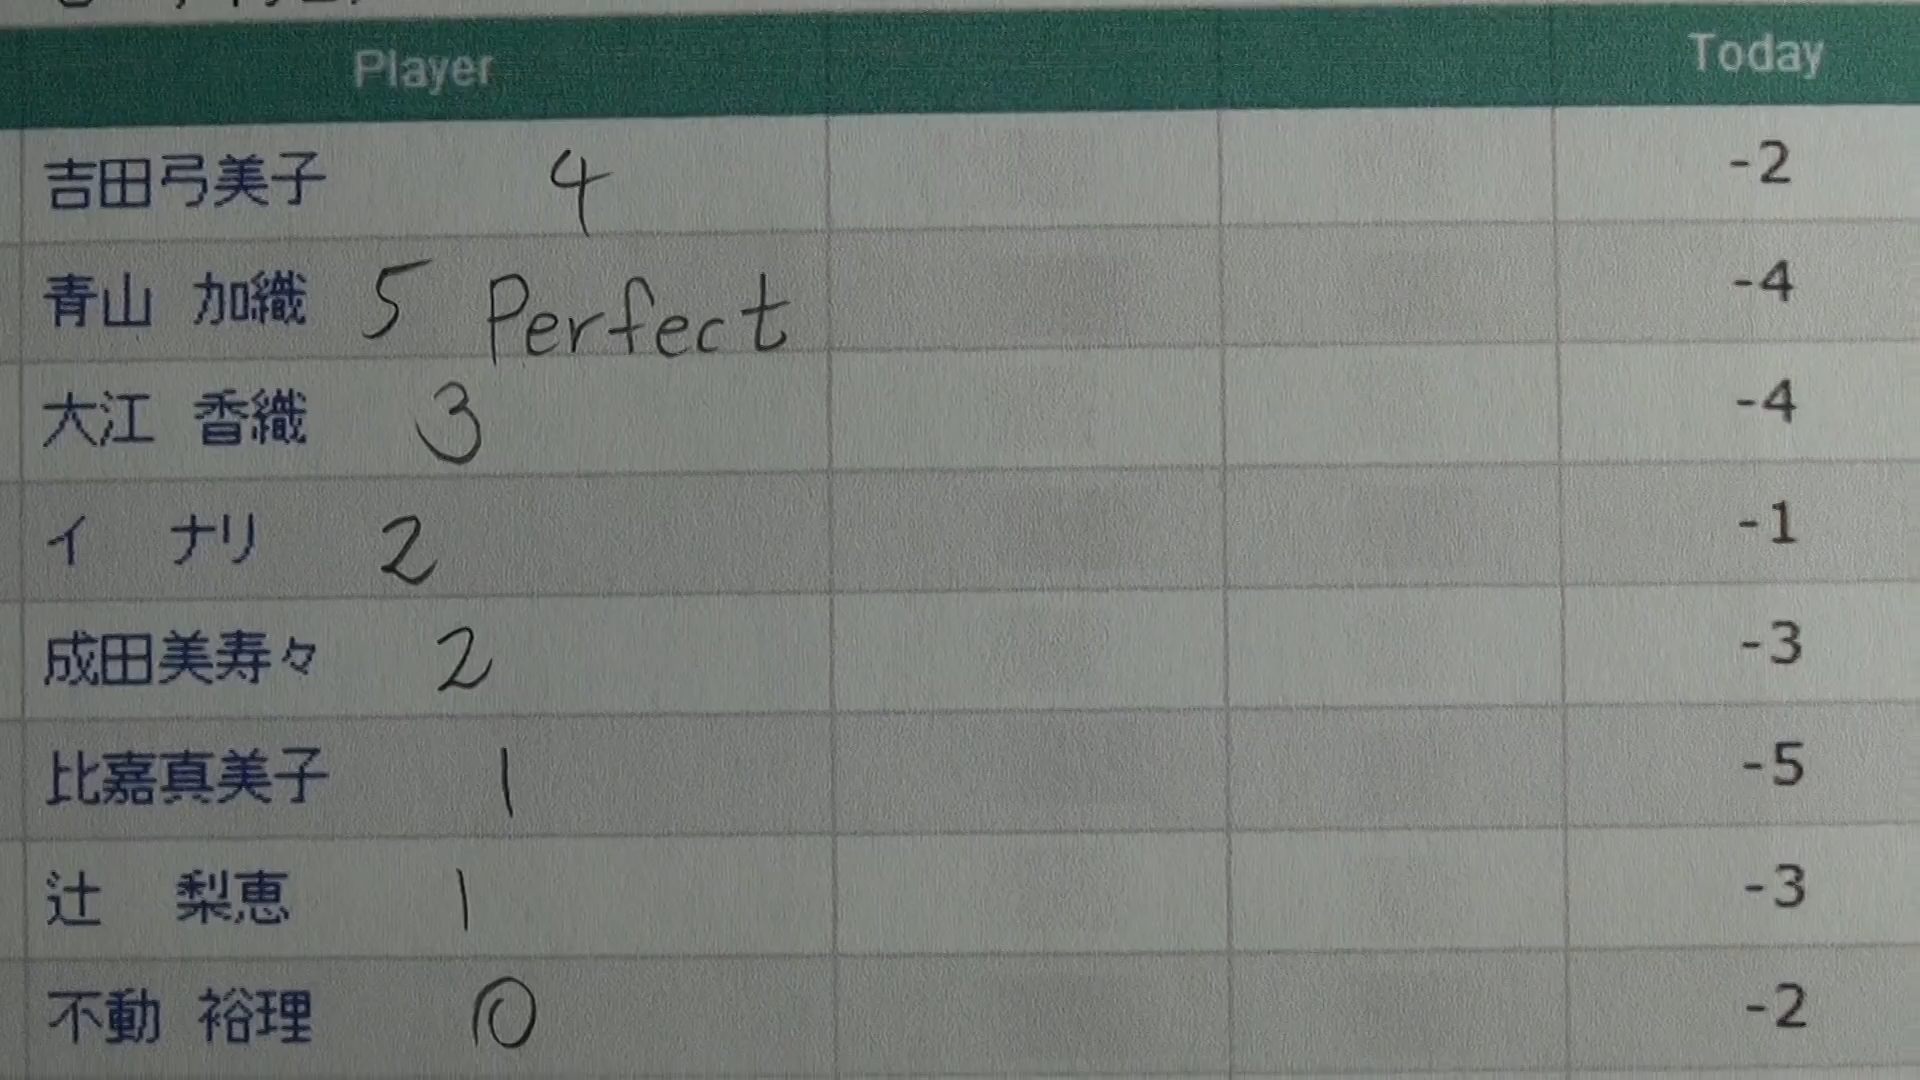 Player Today
吉田弓美子 4 -2
青山 加織 5 Perfect -4
大江 香織 3 -4
イ ナリ 2 -1
成田美寿々 2 -3
比嘉真美子 1 -5
辻 梨恵 1 -3
不動 裕理 0 -2